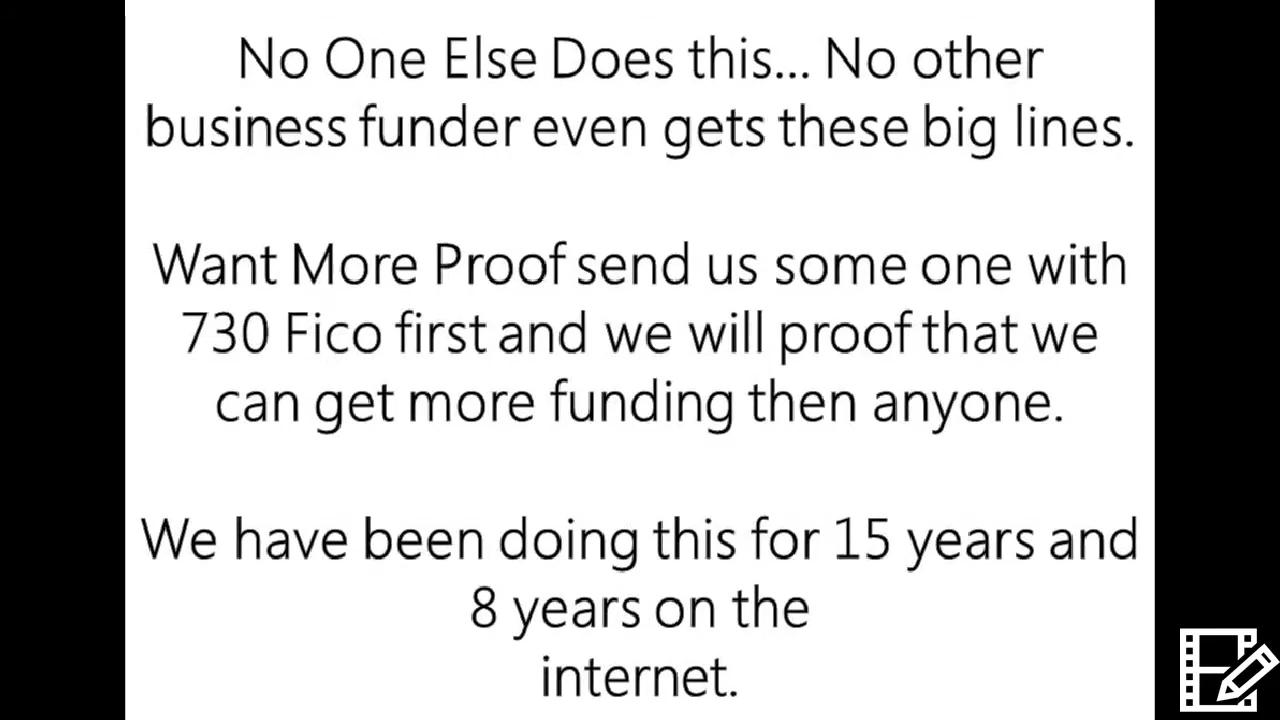 No One Else Does this... No other
business funder even gets these big lines.
Want More Proof send us some one with
730 Fico first and we will proof that we
can get more funding then anyone.
We have been doing this for 15 years and
8 years on the
internet.